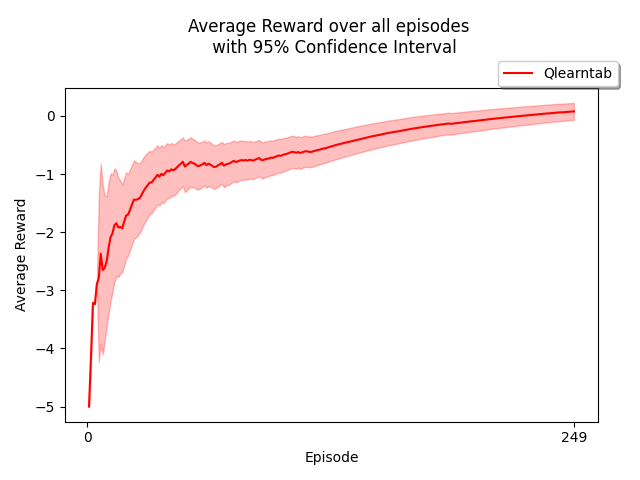 Average Reward over all episodes
with 95% Confidence Interval
Qlearntab
0
−1
−2
−3
−4
−5
Average Reward
0
249
Episode